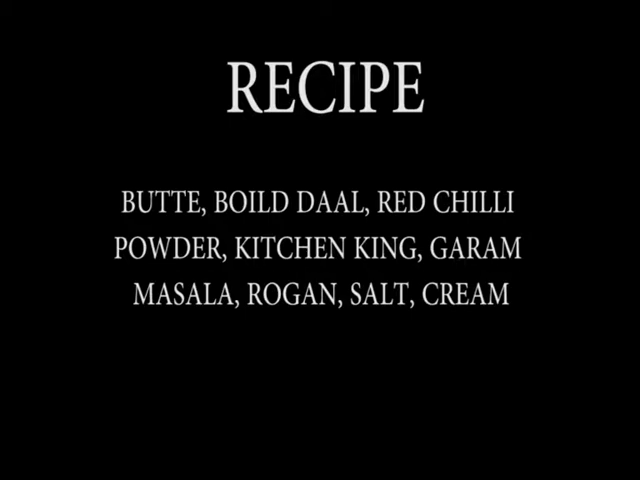 RECIPE
BUTTE, BOILD DAAL, RED CHILLI
POWDER, KITCHEN KING, GARAM
MASALA, ROGAN, SALT, CREAM